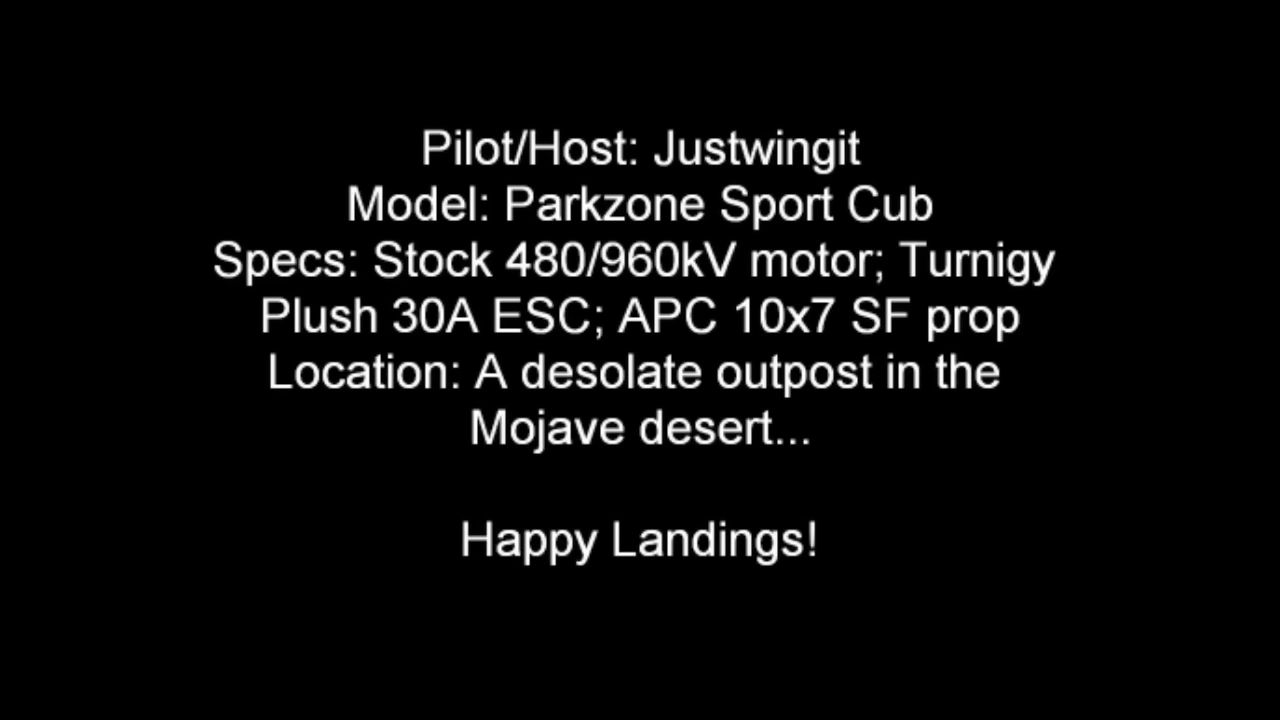 Pilot/Host: Justwingit
Model: Parkzone Sport Cub
Specs: Stock 480/960kV motor; Turnigy
Plush 30A ESC; APC 10x7 SF prop
Location: A desolate outpost in the
Mojave desert...
Happy Landings!